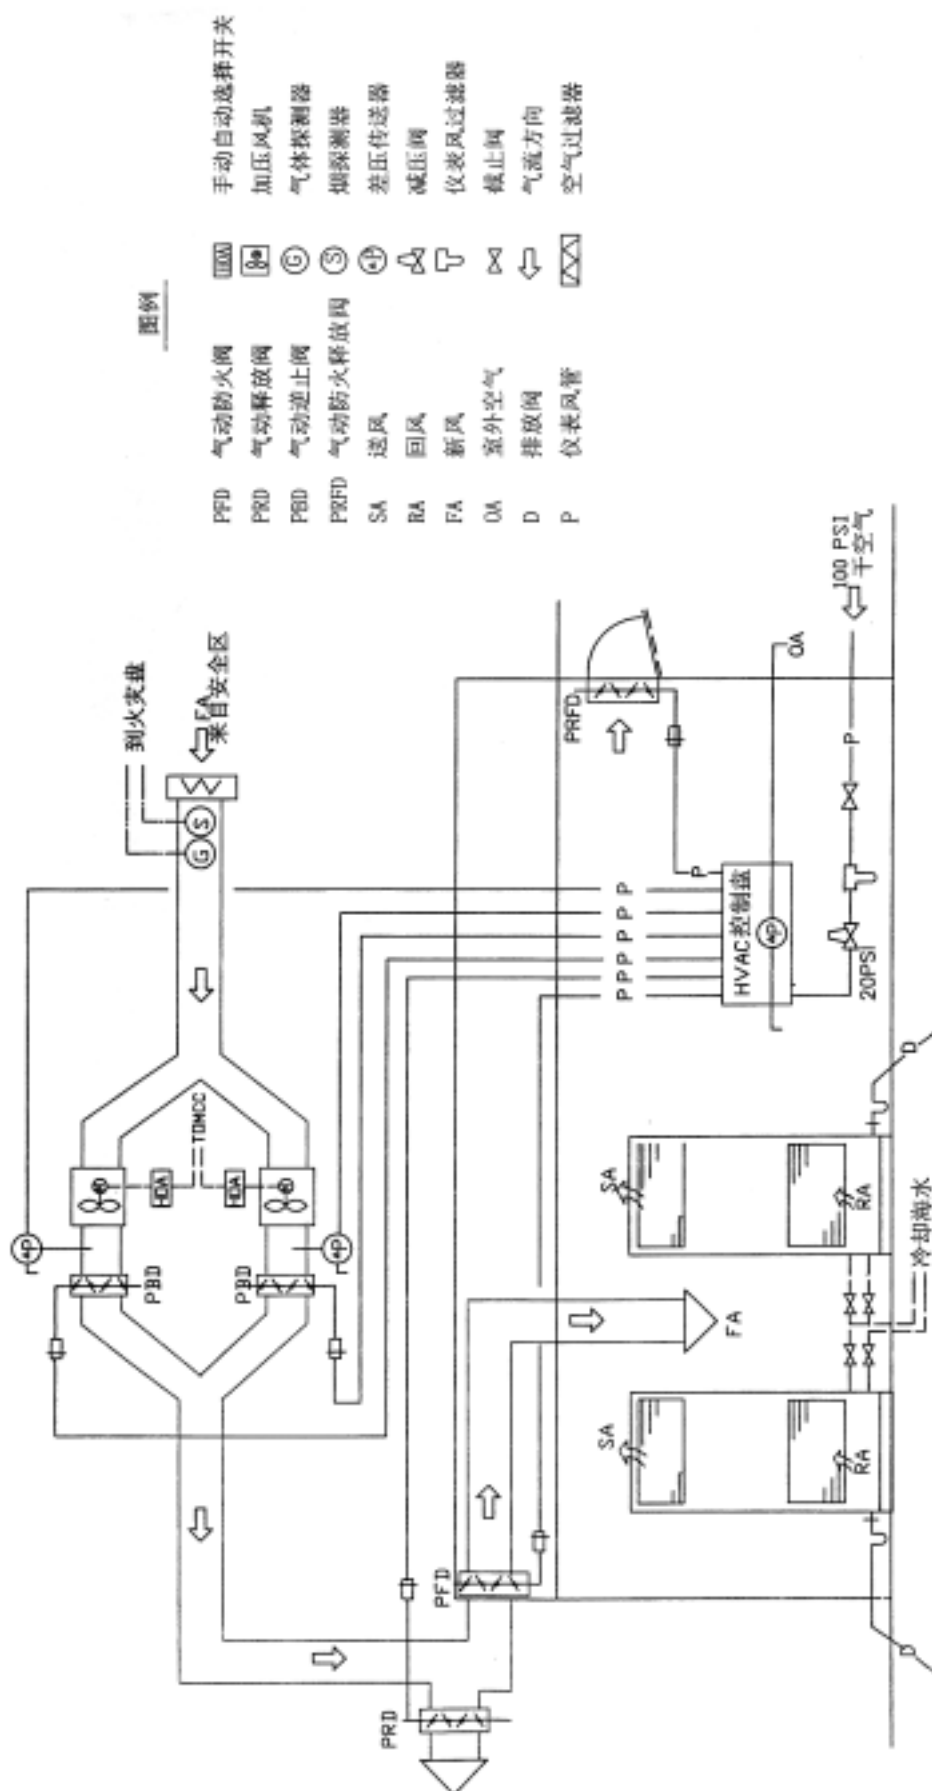 图例
PFD 气动防火阀 HOA 手动自动选择开关
PRD 气动释放阀 加压风机
PBD 气动逆止阀 G 气体探测器
PRFD 气动防火释放阀 S 烟探测器
SA 送风 P 差压传送器
RA 回风 减压阀
FA 新风 仪表风过滤器
OA 室外空气 截止阀
D 排放阀 气流方向
P 仪表风管 空气过滤器
到火灾盘
FA
来自安全区
G S
TOMCC
HOA
HOA
P
P
PBD
PBD
PRD
PFD
PRFD
P P P P P P
P
HVAC控制盘
P
OA
100 PSI
干空气
P
20PSI
FA
SA
RA
SA
RA
D
D
冷却海水